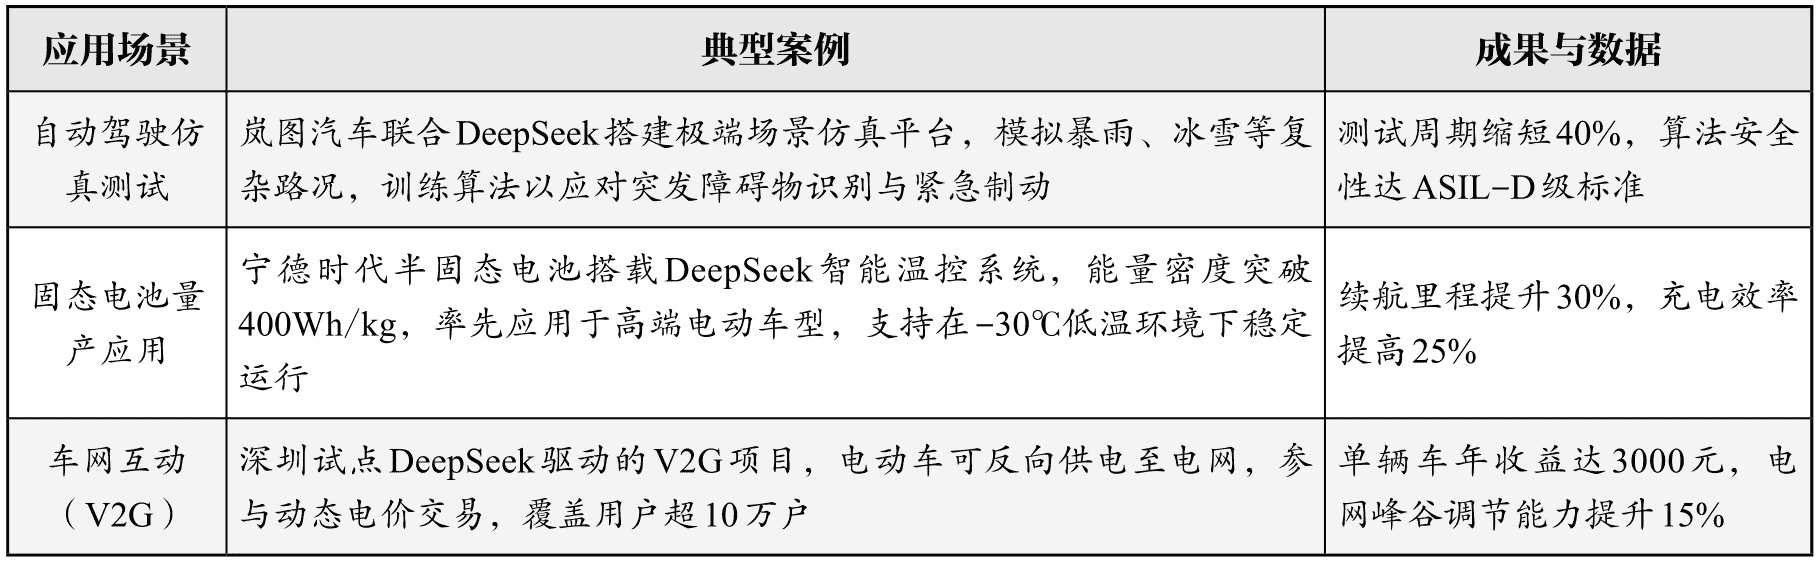 应用场景
典型案例
成果与数据
自动驾驶仿
真测试
岚图汽车联合DeepSeek搭建极端场景仿真平台，模拟暴雨、冰雪等复
杂路况，训练算法以应对突发障碍物识别与紧急制动
测试周期缩短40%，算法安全
性达ASIL–D级标准
固态电池量
产应用
宁德时代半固态电池搭载DeepSeek智能温控系统，能量密度突破
400Wh/kg，率先应用于高端电动车型，支持在–30℃低温环境下稳定
运行
续航里程提升30%，充电效率
提高25%
车网互动
（V2G）
深圳试点DeepSeek驱动的V2G项目，电动车可反向供电至电网，参
与动态电价交易，覆盖用户超10万户
单辆车年收益达3000元，电
网峰谷调节能力提升15%